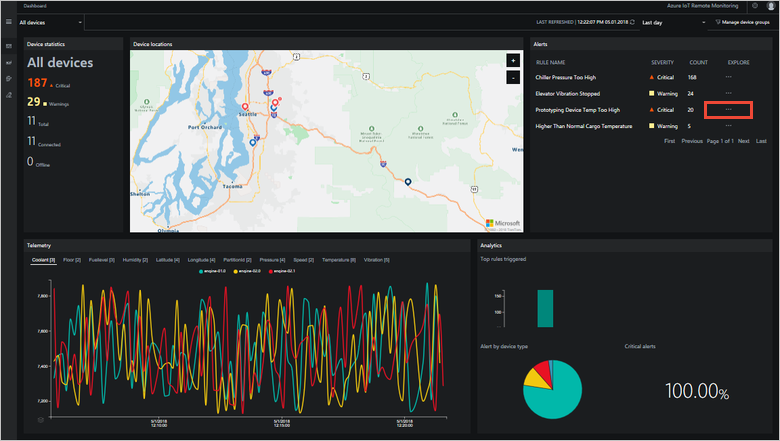 Dashboard
Azure IoT Remote Monitoring
All devices
LAST REFRESHED | 12:22:07 PM 05.01.2018
Last day
Manage device groups
Device statistics
All devices
187 Critical
29 Warnings
11 Total
11 Connected
0 Offline
Device locations
+
-
Seattle
Port Orchard
Tacoma
Shelton
Olympia
Microsoft
Alerts
RULE NAME SEVERITY COUNT EXPLORE
Chiller Pressure Too High Critical 168 ...
Elevator Vibration Stopped Warning 24 ...
Prototyping Device Temp Too High Critical 20 ...
Higher Than Normal Cargo Temperature Warning 5 ...
First Previous Page 1 of 1 Next Last
Telemetry
Coolant [3] Floor [2] Fuellevel [3] Humidity [2] Latitude [4] Longitude [4] PartitionId [2] Pressure [4] Speed [2] Temperature [6] Vibration [5]
engine-01.0 engine-02.0 engine-02.1
7,800
7,600
7,400
7,200
5/1/2018 12:10:00
5/1/2018 12:15:00
5/1/2018 12:20:00
Analytics
Top rules triggered
150
100
50
Alert by device type
Critical alerts
100.00%